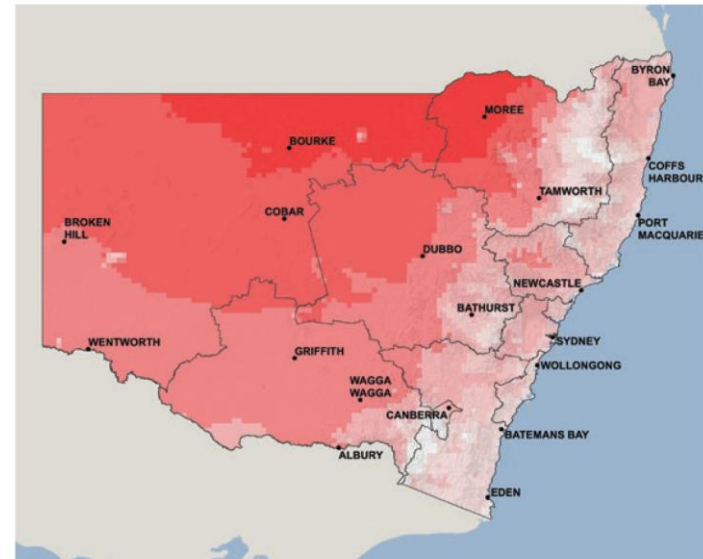 BYRON
BAY
MOREE
BOURKE
COFFS
HARBOUR
TAMWORTH
COBAR
PORT
MACQUARIE
BROKEN
HILL
DUBBO
NEWCASTLE
BATHURST
SYDNEY
WENTWORTH
GRIFFITH
WOLLONGONG
WAGGA
WAGGA
CANBERRA
BATEMANS BAY
ALBURY
EDEN